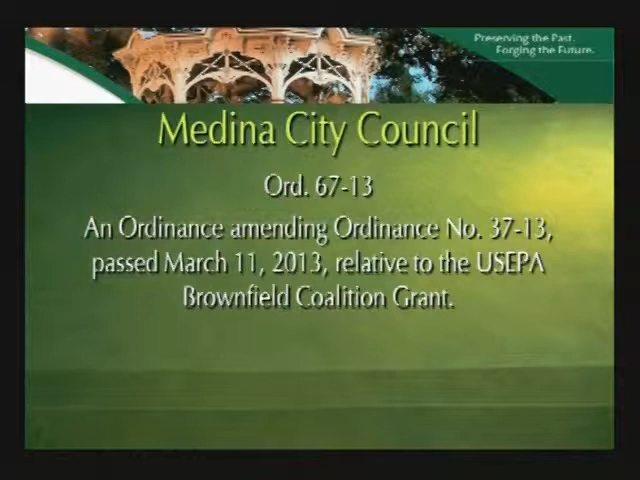 Preserving the Past.
Forging the Future.
Medina City Council
Ord. 67-13
An Ordinance amending Ordinance No. 37-13,
passed March 11, 2013, relative to the USEPA
Brownfield Coalition Grant.